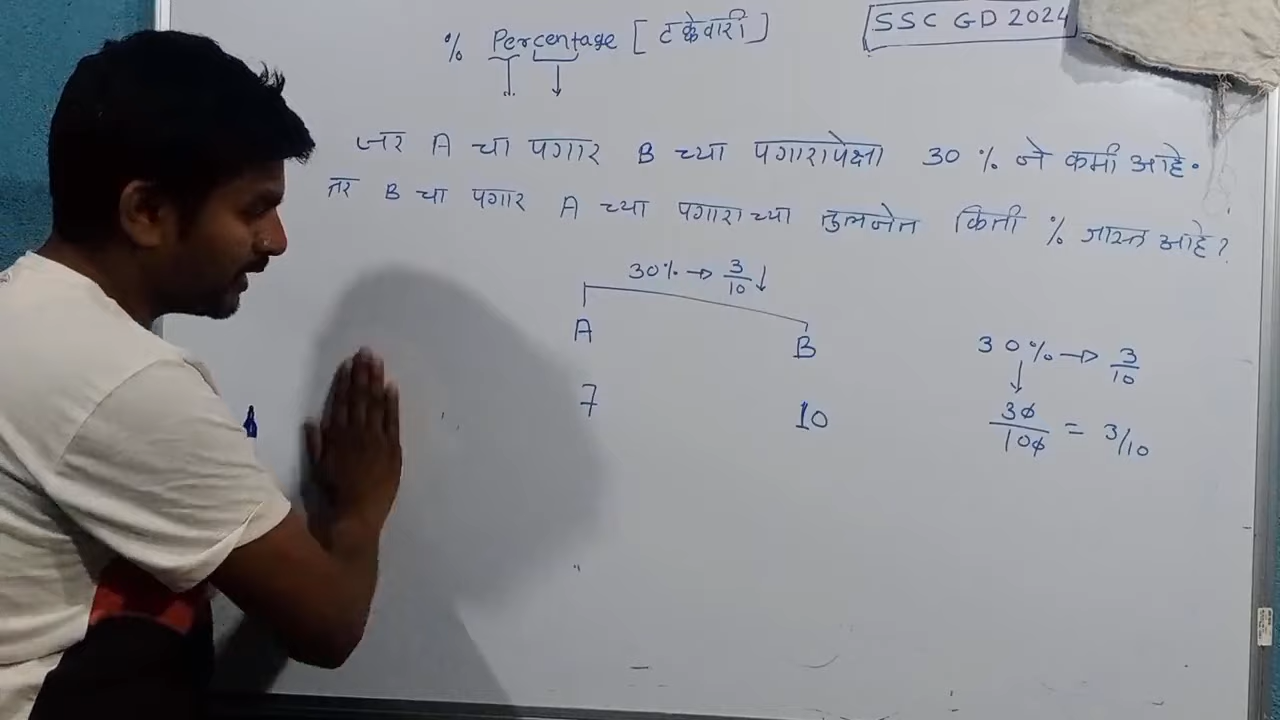 % Percentage [ टक्केवारी ]
SSC GD 2024
जर A चा पगार B च्या पगारापेक्षा 30 % ने कमी आहे.
तर B चा पगार A च्या पगाराच्या तुलनेत किती % जास्त आहे?
30% → 3/10 ↓
A B
7 10
30% → 3/10
30/100 = 3/10